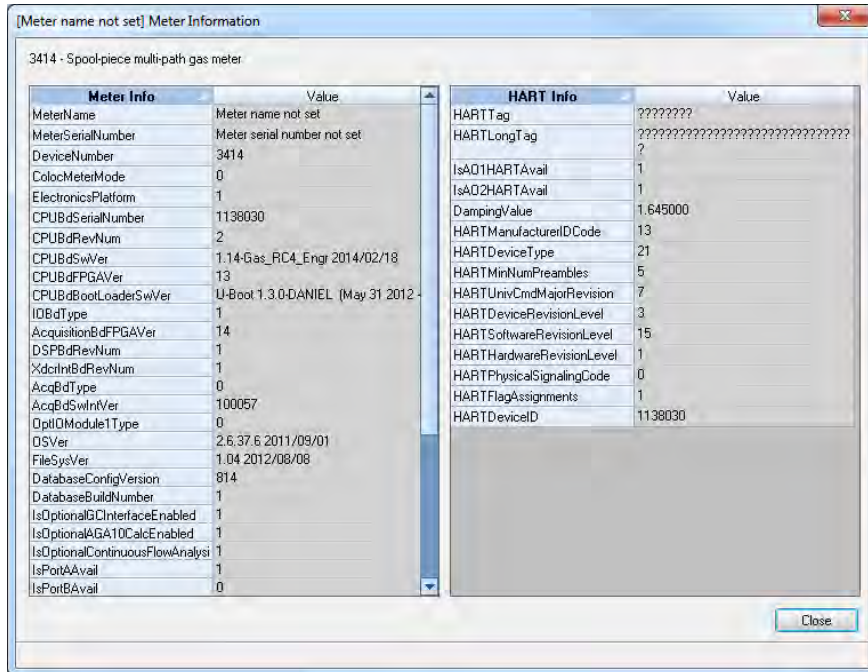 [Meter name not set] Meter Information
3414 - Spool-piece multi-path gas meter
Meter Info Value
MeterName Meter name not set
MeterSerialNumber Meter serial number not set
DeviceNumber 3414
ColocMeterMode 0
ElectronicsPlatform 1
CPUBdSerialNumber 1138030
CPUBdRevNum 2
CPUBdSwVer 1.14-Gas_RC4_Engr 2014/02/18
CPUBdFPGAVer 13
CPUBdBootLoaderSwVer U-Boot 1.3.0-DANIEL (May 31 2012 -
IOBdType 1
AcquisitionBdFPGAVer 14
DSPBdRevNum 1
XdcrIntBdRevNum 1
AcqBdType 0
AcqBdSwIntVer 100057
OptIOModule1Type 0
OSVer 2.6.37.6 2011/09/01
FileSysVer 1.04 2012/08/08
DatabaseConfigVersion 814
DatabaseBuildNumber 1
IsOptionalGCInterfaceEnabled 1
IsOptionalAGA10CalcEnabled 1
IsOptionalContinuousFlowAnalysi 1
IsPortAAvail 1
IsPortBAvail 0
HART Info Value
HARTTag ????????
HARTLongTag ???????????????????????????????
?
IsAO1HARTAvail 1
IsAO2HARTAvail 1
DampingValue 1.645000
HARTManufacturerIDCode 13
HARTDeviceType 21
HARTMinNumPreambles 5
HARTUnivCmdMajorRevision 7
HARTDeviceRevisionLevel 3
HARTSoftwareRevisionLevel 15
HARTHardwareRevisionLevel 1
HARTPhysicalSignalingCode 0
HARTFlagAssignments 1
HARTDeviceID 1138030
Close